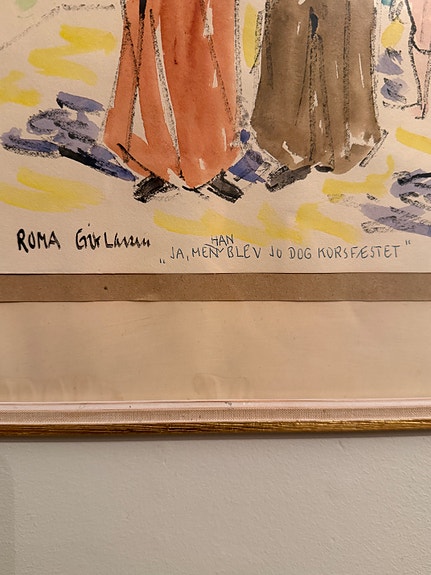 ROMA
„JA, MEN HAN BLEV JO DOG KORSFÆSTET"